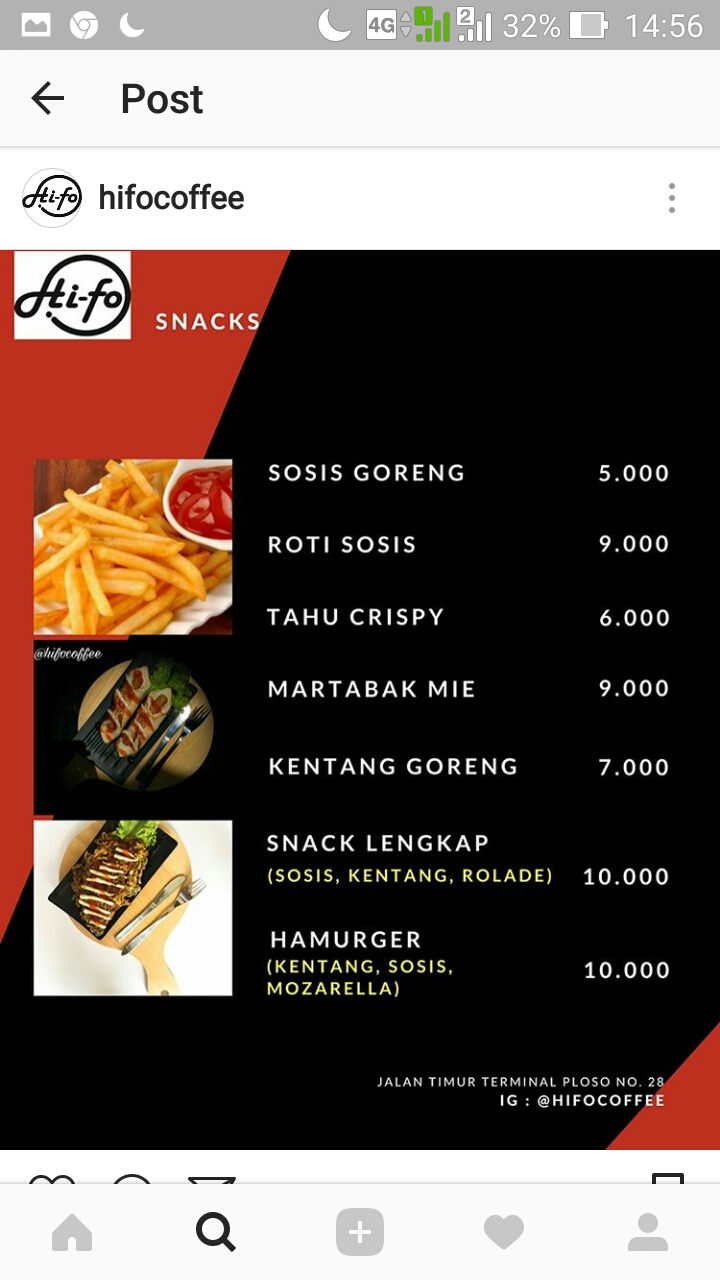 4G 1 2 32% 14:56
Post
Hi-fo hifocoffee
Hi-fo
SNACKS
SOSIS GORENG 5.000
ROTI SOSIS 9.000
TAHU CRISPY 6.000
@hifocoffee
MARTABAK MIE 9.000
KENTANG GORENG 7.000
SNACK LENGKAP
(SOSIS, KENTANG, ROLADE) 10.000
HAMURGER
(KENTANG, SOSIS, 10.000
MOZARELLA)
JALAN TIMUR TERMINAL PLOSO NO. 28
IG : @HIFOCOFFEE